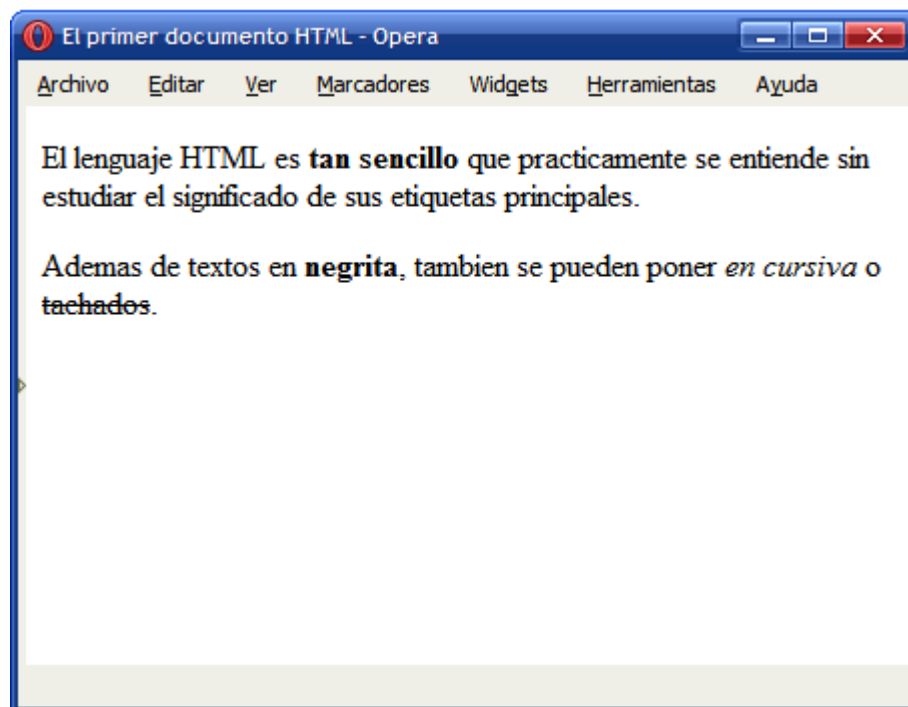 El primer documento HTML - Opera
Archivo Editar Ver Marcadores Widgets Herramientas Ayuda
El lenguaje HTML es tan sencillo que practicamente se entiende sin
estudiar el significado de sus etiquetas principales.
Ademas de textos en negrita, tambien se pueden poner en cursiva o
tachados.